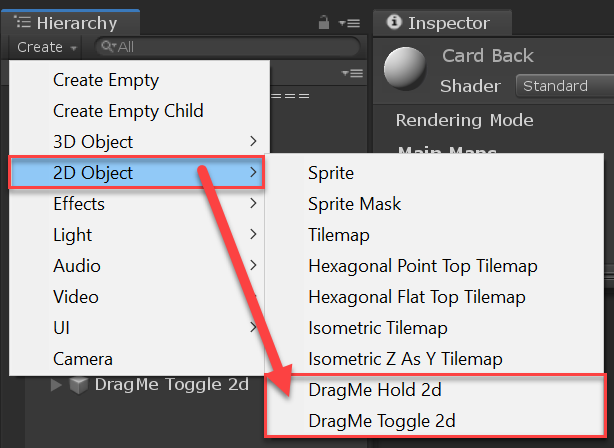 Hierarchy
Create
All
===
Create Empty
Create Empty Child
3D Object
2D Object
Effects
Light
Audio
Video
UI
Camera
DragMe Toggle 2d
Sprite
Sprite Mask
Tilemap
Hexagonal Point Top Tilemap
Hexagonal Flat Top Tilemap
Isometric Tilemap
Isometric Z As Y Tilemap
DragMe Hold 2d
DragMe Toggle 2d
Inspector
Card Back
Shader Standard
Rendering Mode
Main Maps